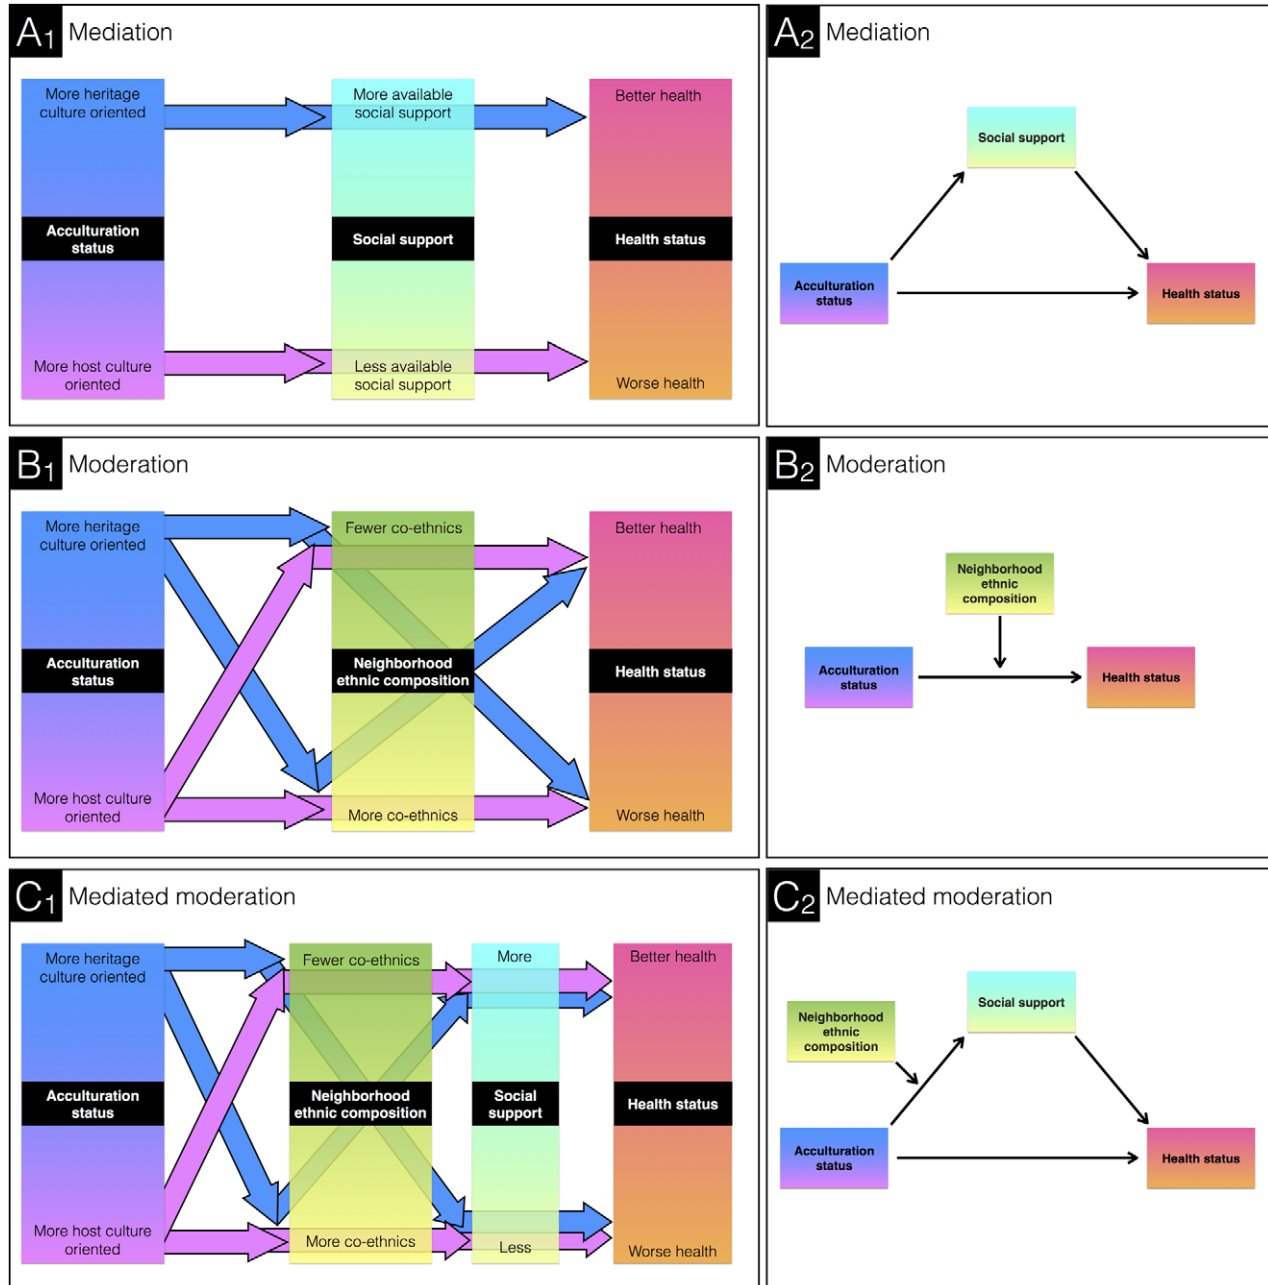 A1 Mediation
More heritage
culture oriented
More available
social support
Better health
Acculturation
status
Social support
Health status
More host culture
oriented
Less available
social support
Worse health
A2 Mediation
Social support
Acculturation
status
Health status
B1 Moderation
More heritage
culture oriented
Fewer co-ethnics
Better health
Acculturation
status
Neighborhood
ethnic composition
Health status
More host culture
oriented
More co-ethnics
Worse health
B2 Moderation
Neighborhood
ethnic
composition
Acculturation
status
Health status
C1 Mediated moderation
More heritage
culture oriented
Fewer co-ethnics
More
Better health
Acculturation
status
Neighborhood
ethnic composition
Social
support
Health status
More host culture
oriented
More co-ethnics
Less
Worse health
C2 Mediated moderation
Social support
Neighborhood
ethnic
composition
Acculturation
status
Health status